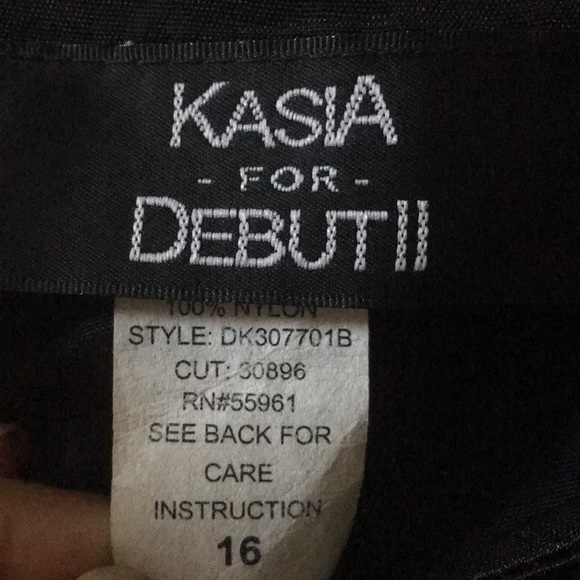 KASIA
- FOR -
DEBUT II
100% NYLON
STYLE: DK307701B
CUT: 30896
RN#55961
SEE BACK FOR
CARE
INSTRUCTION
16